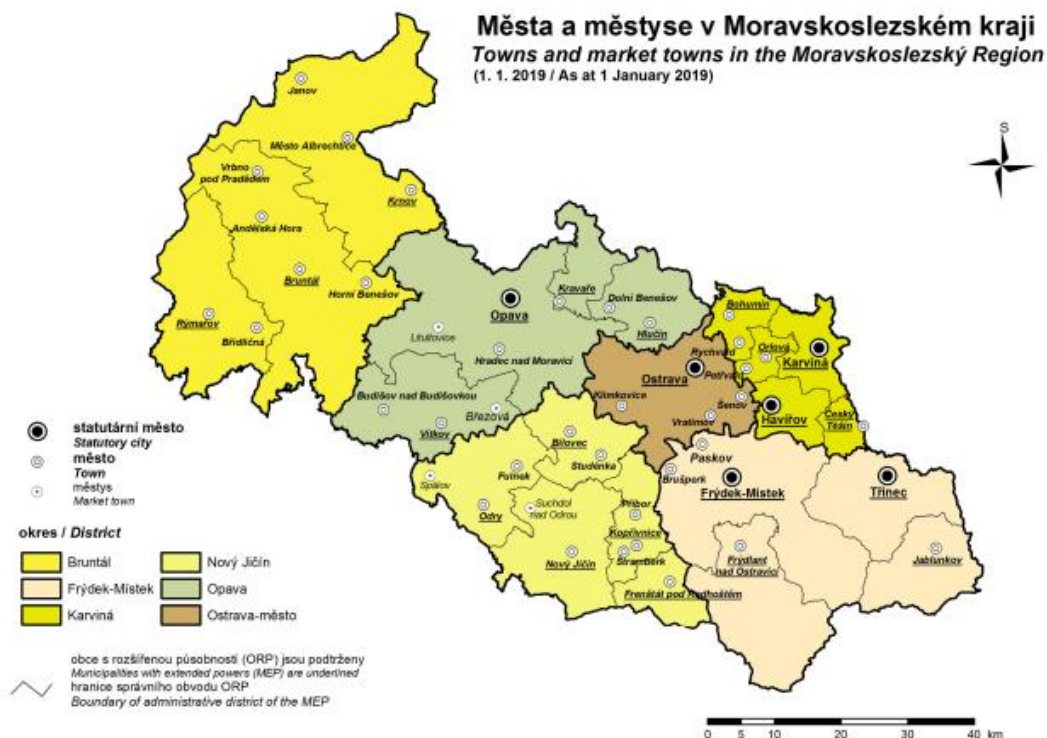 Města a městyse v Moravskoslezském kraji
Towns and market towns in the Moravskoslezský Region
(1. 1. 2019 / As at 1 January 2019)
S
Janov
Město Albrechtice
Vrbno
pod Pradědem
Krnov
Andělská Hora
Bruntál
Horní Benešov
Rýmařov
Břidličná
Opava
Kravaře
Dolní Benešov
Hlučín
Litultovice
Hradec nad Moravicí
Budišov nad Budišovkou
Březová
Vítkov
Bohumín
Rychvald
Orlová
Karviná
Petřvald
Ostrava
Klimkovice
Šenov
Havířov
Český
Těšín
Vratimov
Bílovec
Studénka
Fulnek
Spálov
Odry
Suchdol
nad Odrou
Nový Jičín
Příbor
Kopřivnice
Štramberk
Frenštát pod Radhoštěm
Paskov
Brušperk
Frýdek-Místek
Třinec
Frýdlant
nad Ostravicí
Jablunkov
statutární město
Statutory city
město
Town
městys
Market town
okres / District
Bruntál
Nový Jičín
Frýdek-Místek
Opava
Karviná
Ostrava-město
obce s rozšířenou působností (ORP) jsou podtrženy
Municipalities with extended powers (MEP) are underlined
hranice správního obvodu ORP
Boundary of administrative district of the MEP
0 5 10 20 30 40 km